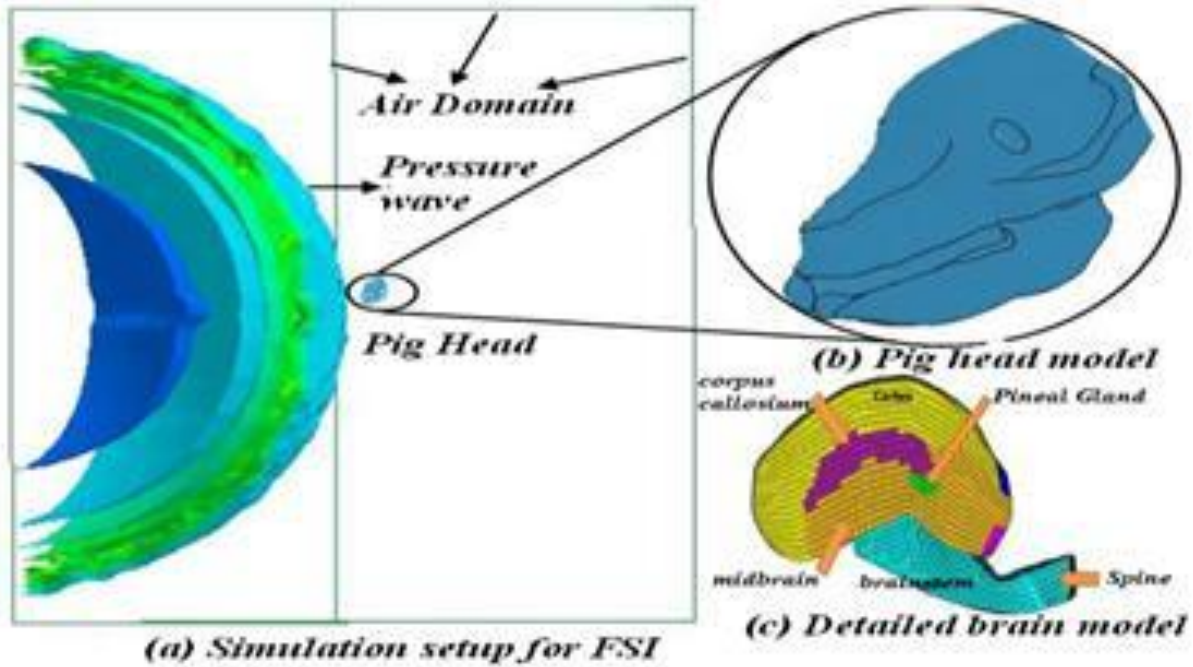 Air Domain
Pressure
wave
Pig Head
(a) Simulation setup for FSI
(b) Pig head model
corpus
callosium
Pineal Gland
midbrain
brainstem
Spine
(c) Detailed brain model